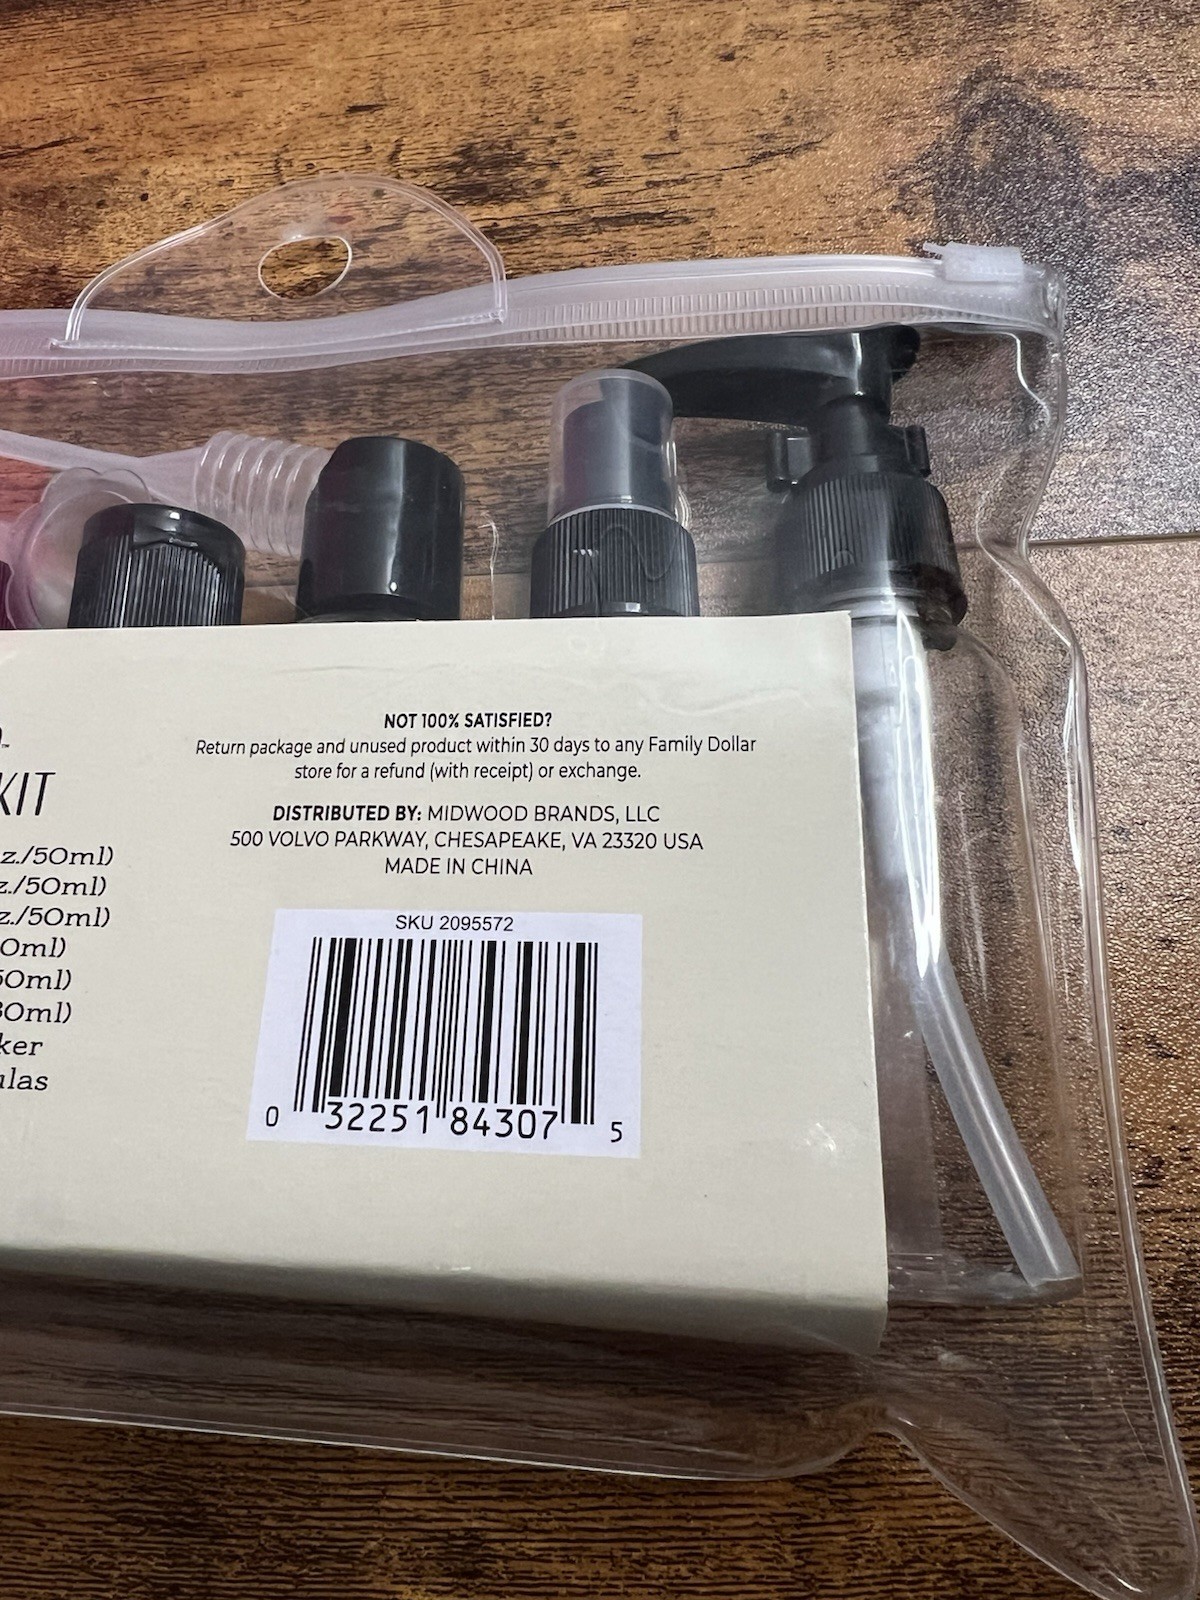 ™
KIT
z./50ml)
z./50ml)
z./50ml)
0ml)
50ml)
30ml)
ker
ulas
NOT 100% SATISFIED?
Return package and unused product within 30 days to any Family Dollar
store for a refund (with receipt) or exchange.
DISTRIBUTED BY: MIDWOOD BRANDS, LLC
500 VOLVO PARKWAY, CHESAPEAKE, VA 23320 USA
MADE IN CHINA
SKU 2095572
0 32251 84307 5